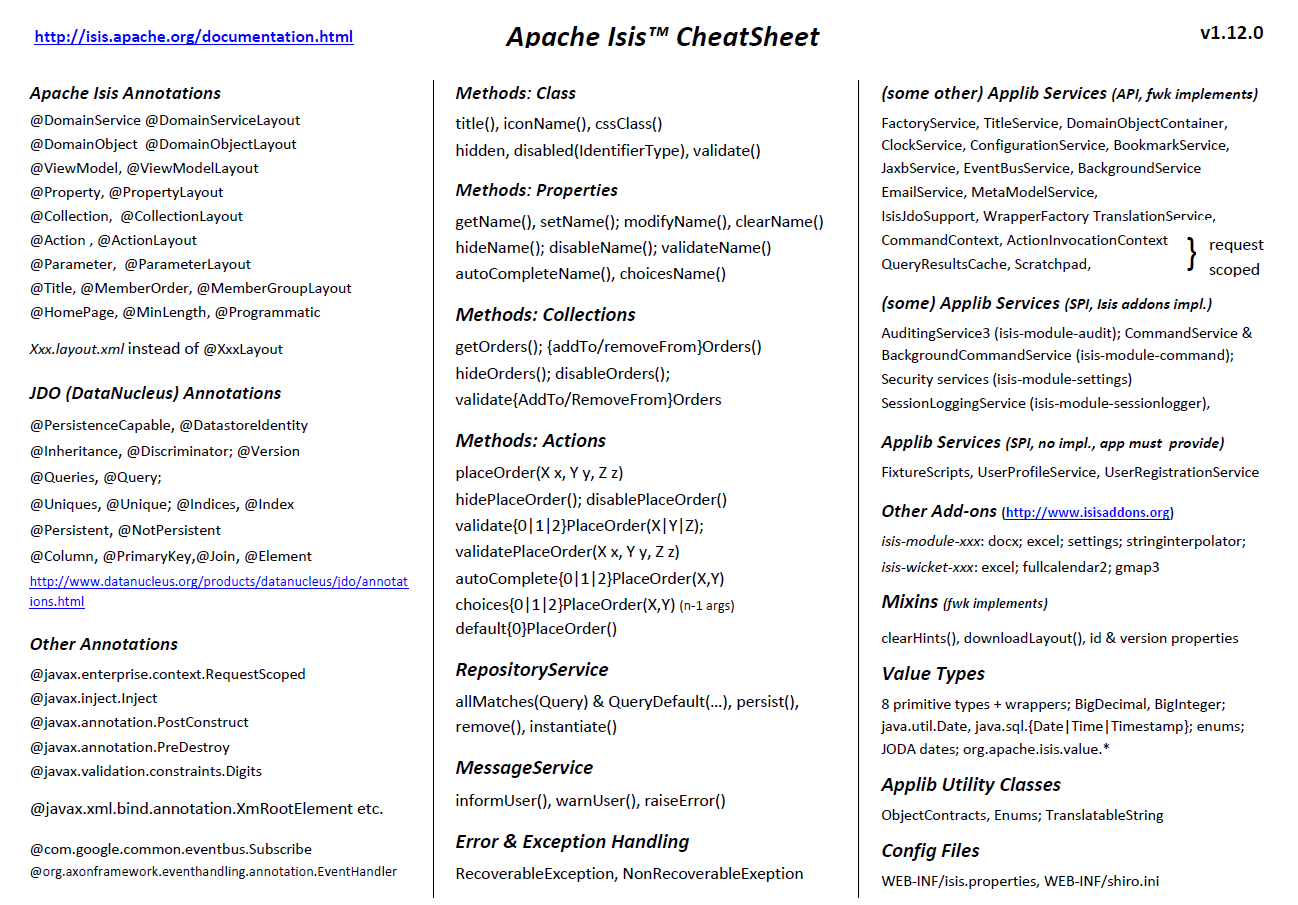 http://isis.apache.org/documentation.html
Apache Isis™ CheatSheet
v1.12.0
Apache Isis Annotations
@DomainService @DomainServiceLayout
@DomainObject @DomainObjectLayout
@ViewModel, @ViewModelLayout
@Property, @PropertyLayout
@Collection, @CollectionLayout
@Action , @ActionLayout
@Parameter, @ParameterLayout
@Title, @MemberOrder, @MemberGroupLayout
@HomePage, @MinLength, @Programmatic
Xxx.layout.xml instead of @XxxLayout
JDO (DataNucleus) Annotations
@PersistenceCapable, @DatastoreIdentity
@Inheritance, @Discriminator; @Version
@Queries, @Query;
@Uniques, @Unique; @Indices, @Index
@Persistent, @NotPersistent
@Column, @PrimaryKey,@Join, @Element
http://www.datanucleus.org/products/datanucleus/jdo/annotat
ions.html
Other Annotations
@javax.enterprise.context.RequestScoped
@javax.inject.Inject
@javax.annotation.PostConstruct
@javax.annotation.PreDestroy
@javax.validation.constraints.Digits
@javax.xml.bind.annotation.XmRootElement etc.
@com.google.common.eventbus.Subscribe
@org.axonframework.eventhandling.annotation.EventHandler
Methods: Class
title(), iconName(), cssClass()
hidden, disabled(IdentifierType), validate()
Methods: Properties
getName(), setName(); modifyName(), clearName()
hideName(); disableName(); validateName()
autoCompleteName(), choicesName()
Methods: Collections
getOrders(); {addTo/removeFrom}Orders()
hideOrders(); disableOrders();
validate{AddTo/RemoveFrom}Orders
Methods: Actions
placeOrder(X x, Y y, Z z)
hidePlaceOrder(); disablePlaceOrder()
validate{0|1|2}PlaceOrder(X|Y|Z);
validatePlaceOrder(X x, Y y, Z z)
autoComplete{0|1|2}PlaceOrder(X,Y)
choices{0|1|2}PlaceOrder(X,Y) (n-1 args)
default{0}PlaceOrder()
RepositoryService
allMatches(Query) & QueryDefault(...), persist(),
remove(), instantiate()
MessageService
informUser(), warnUser(), raiseError()
Error & Exception Handling
RecoverableException, NonRecoverableExeption
(some other) Applib Services (API, fwk implements)
FactoryService, TitleService, DomainObjectContainer,
ClockService, ConfigurationService, BookmarkService,
JaxbService, EventBusService, BackgroundService
EmailService, MetaModelService,
IsisJdoSupport, WrapperFactory TranslationService,
CommandContext, ActionInvocationContext
QueryResultsCache, Scratchpad,
} request
scoped
(some) Applib Services (SPI, Isis addons impl.)
AuditingService3 (isis-module-audit); CommandService &
BackgroundCommandService (isis-module-command);
Security services (isis-module-settings)
SessionLoggingService (isis-module-sessionlogger),
Applib Services (SPI, no impl., app must provide)
FixtureScripts, UserProfileService, UserRegistrationService
Other Add-ons (http://www.isisaddons.org)
isis-module-xxx: docx; excel; settings; stringinterpolator;
isis-wicket-xxx: excel; fullcalendar2; gmap3
Mixins (fwk implements)
clearHints(), downloadLayout(), id & version properties
Value Types
8 primitive types + wrappers; BigDecimal, BigInteger;
java.util.Date, java.sql.{Date|Time|Timestamp}; enums;
JODA dates; org.apache.isis.value.*
Applib Utility Classes
ObjectContracts, Enums; TranslatableString
Config Files
WEB-INF/isis.properties, WEB-INF/shiro.ini